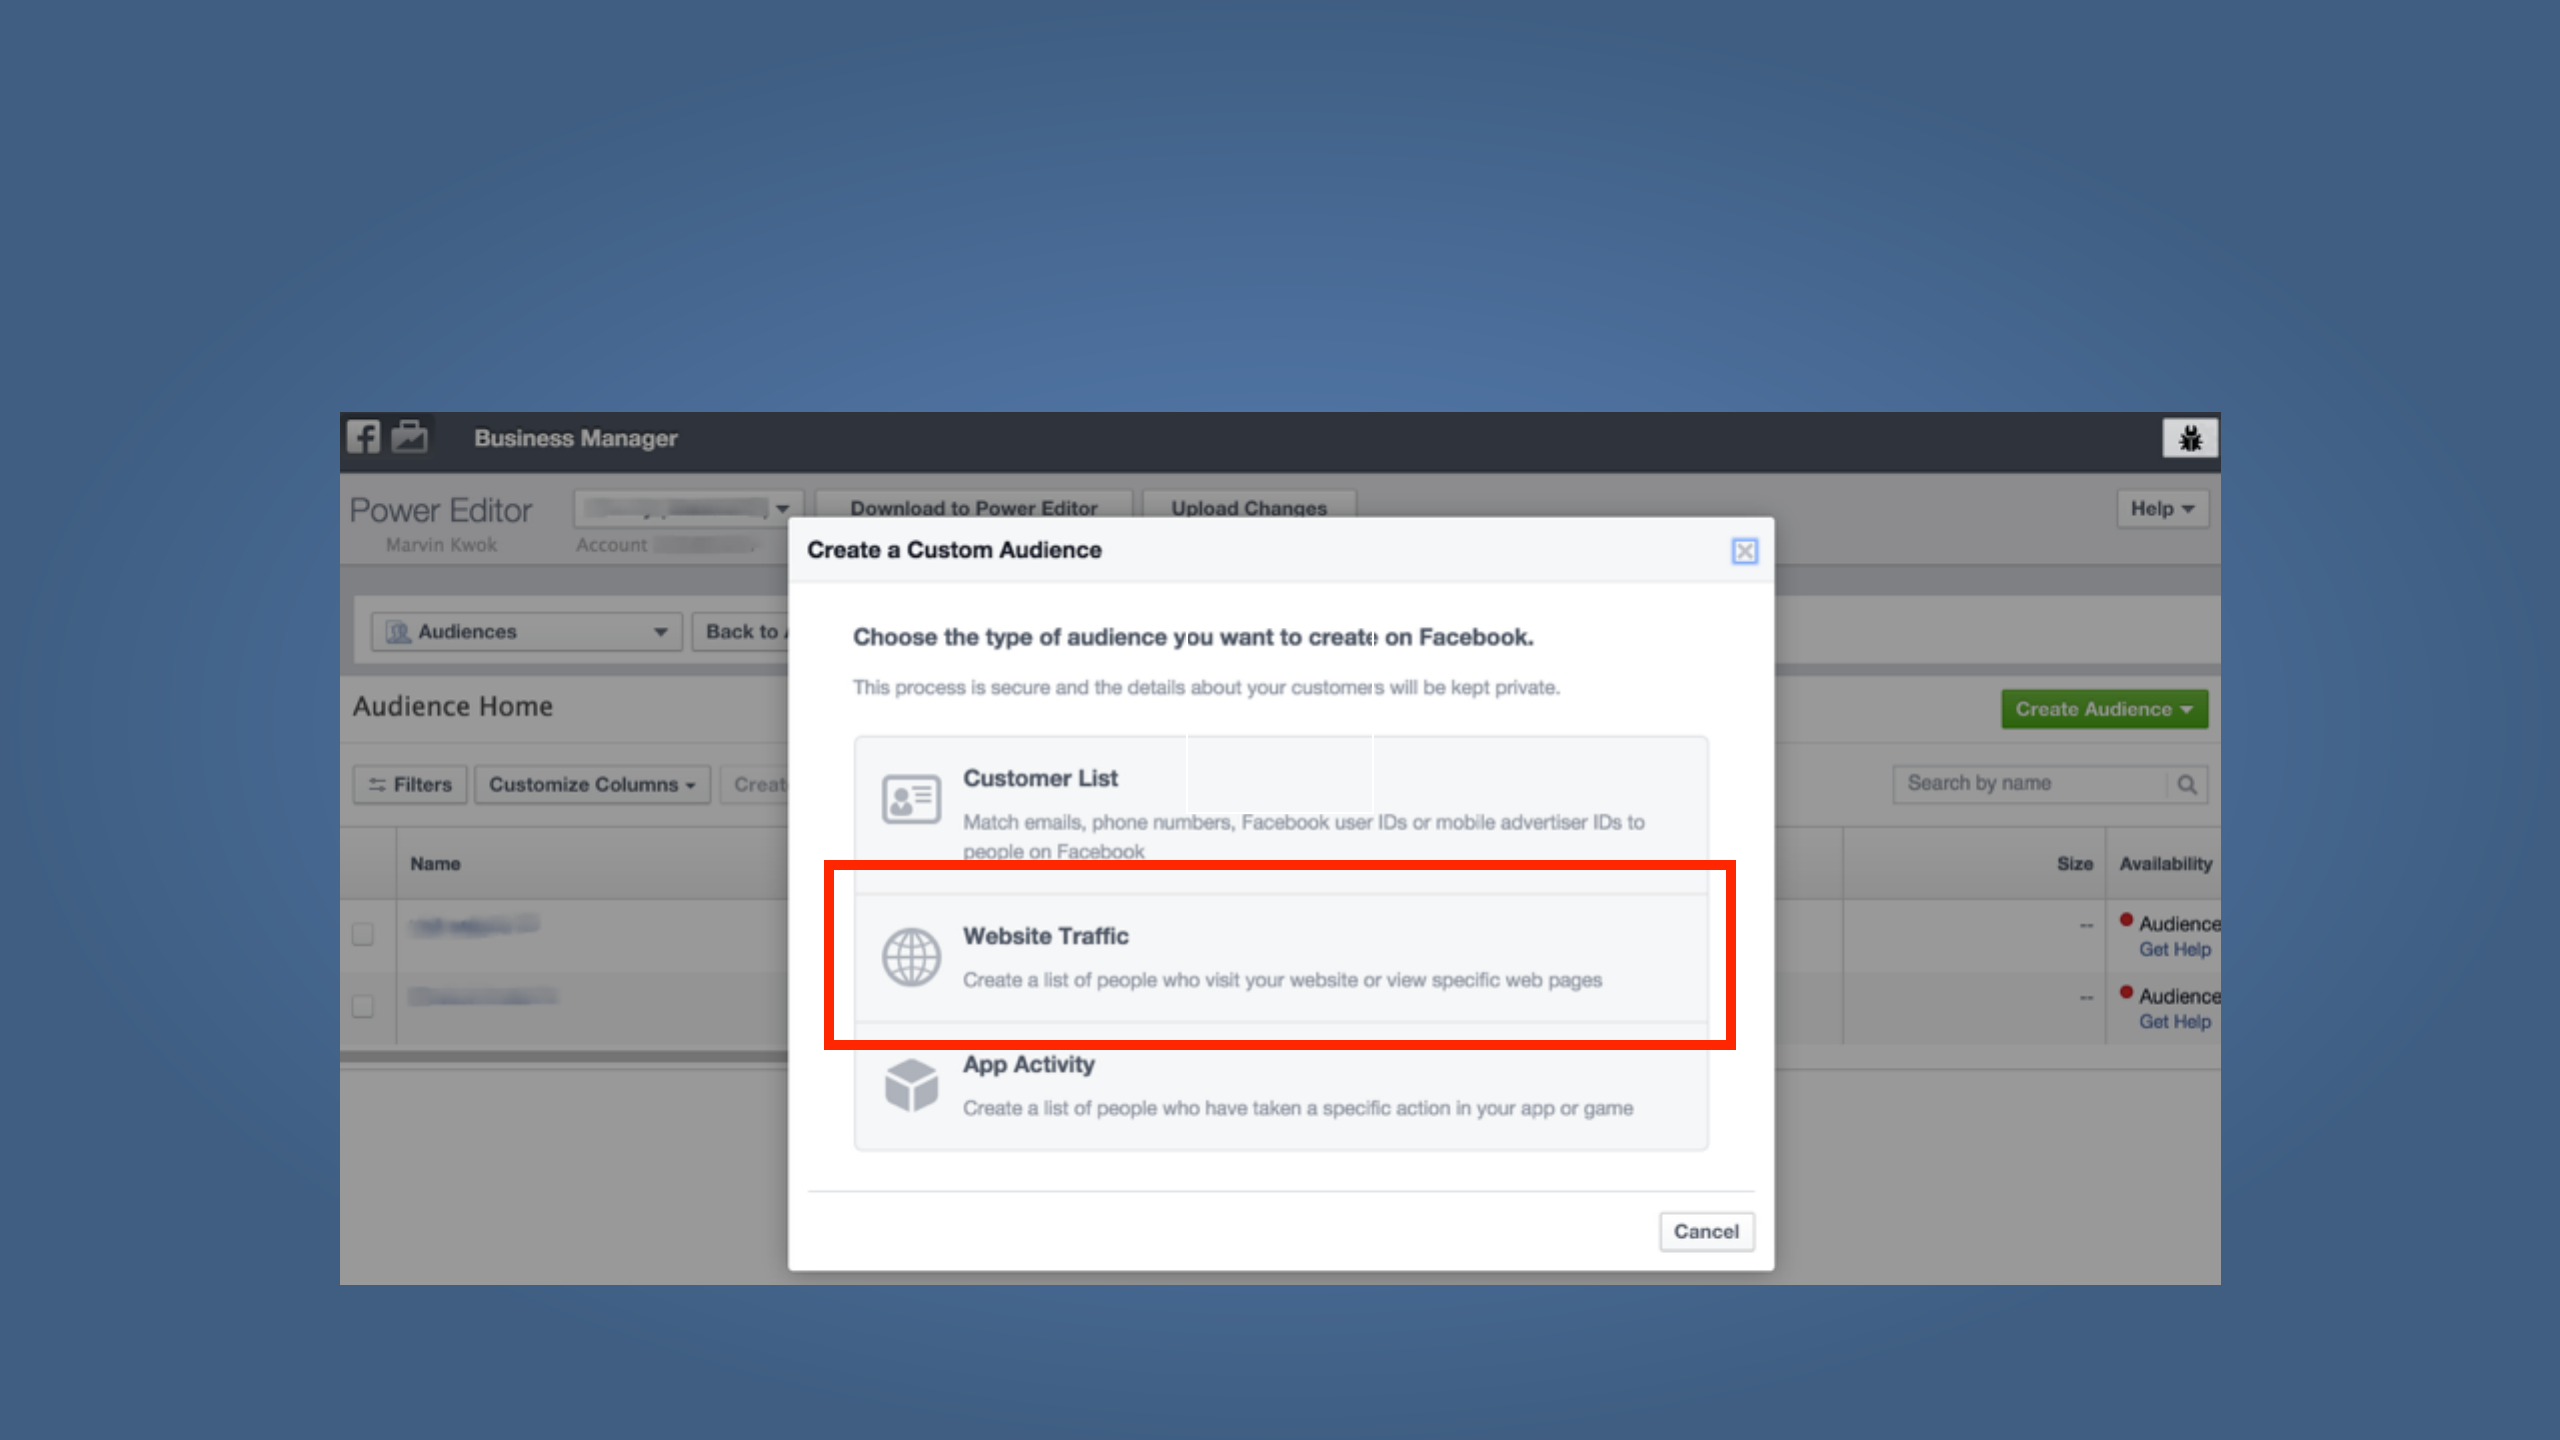 Business Manager
Power Editor
Download to Power Editor
Upload Changes
Help
Marvin Kwok
Account
Create a Custom Audience
Audiences
Back to
Choose the type of audience you want to create on Facebook.
This process is secure and the details about your customers will be kept private.
Audience Home
Create Audience
Filters
Customize Columns
Creat
Search by name
Customer List
Match emails, phone numbers, Facebook user IDs or mobile advertiser IDs to
people on Facebook
Name
Size
Availability
Website Traffic
Create a list of people who visit your website or view specific web pages
--
Audience
Get Help
--
Audience
Get Help
App Activity
Create a list of people who have taken a specific action in your app or game
Cancel